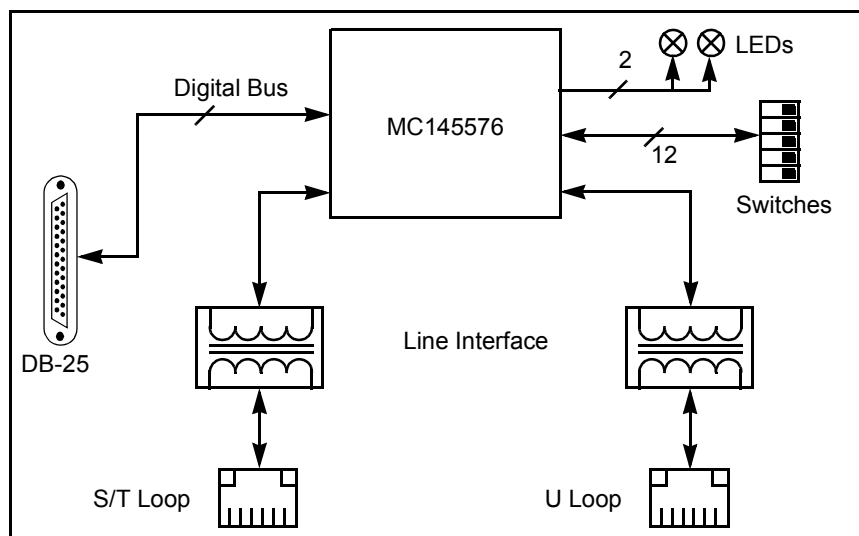 2
LEDs
Digital Bus
MC145576
12
Switches
Line Interface
DB-25
S/T Loop
U Loop